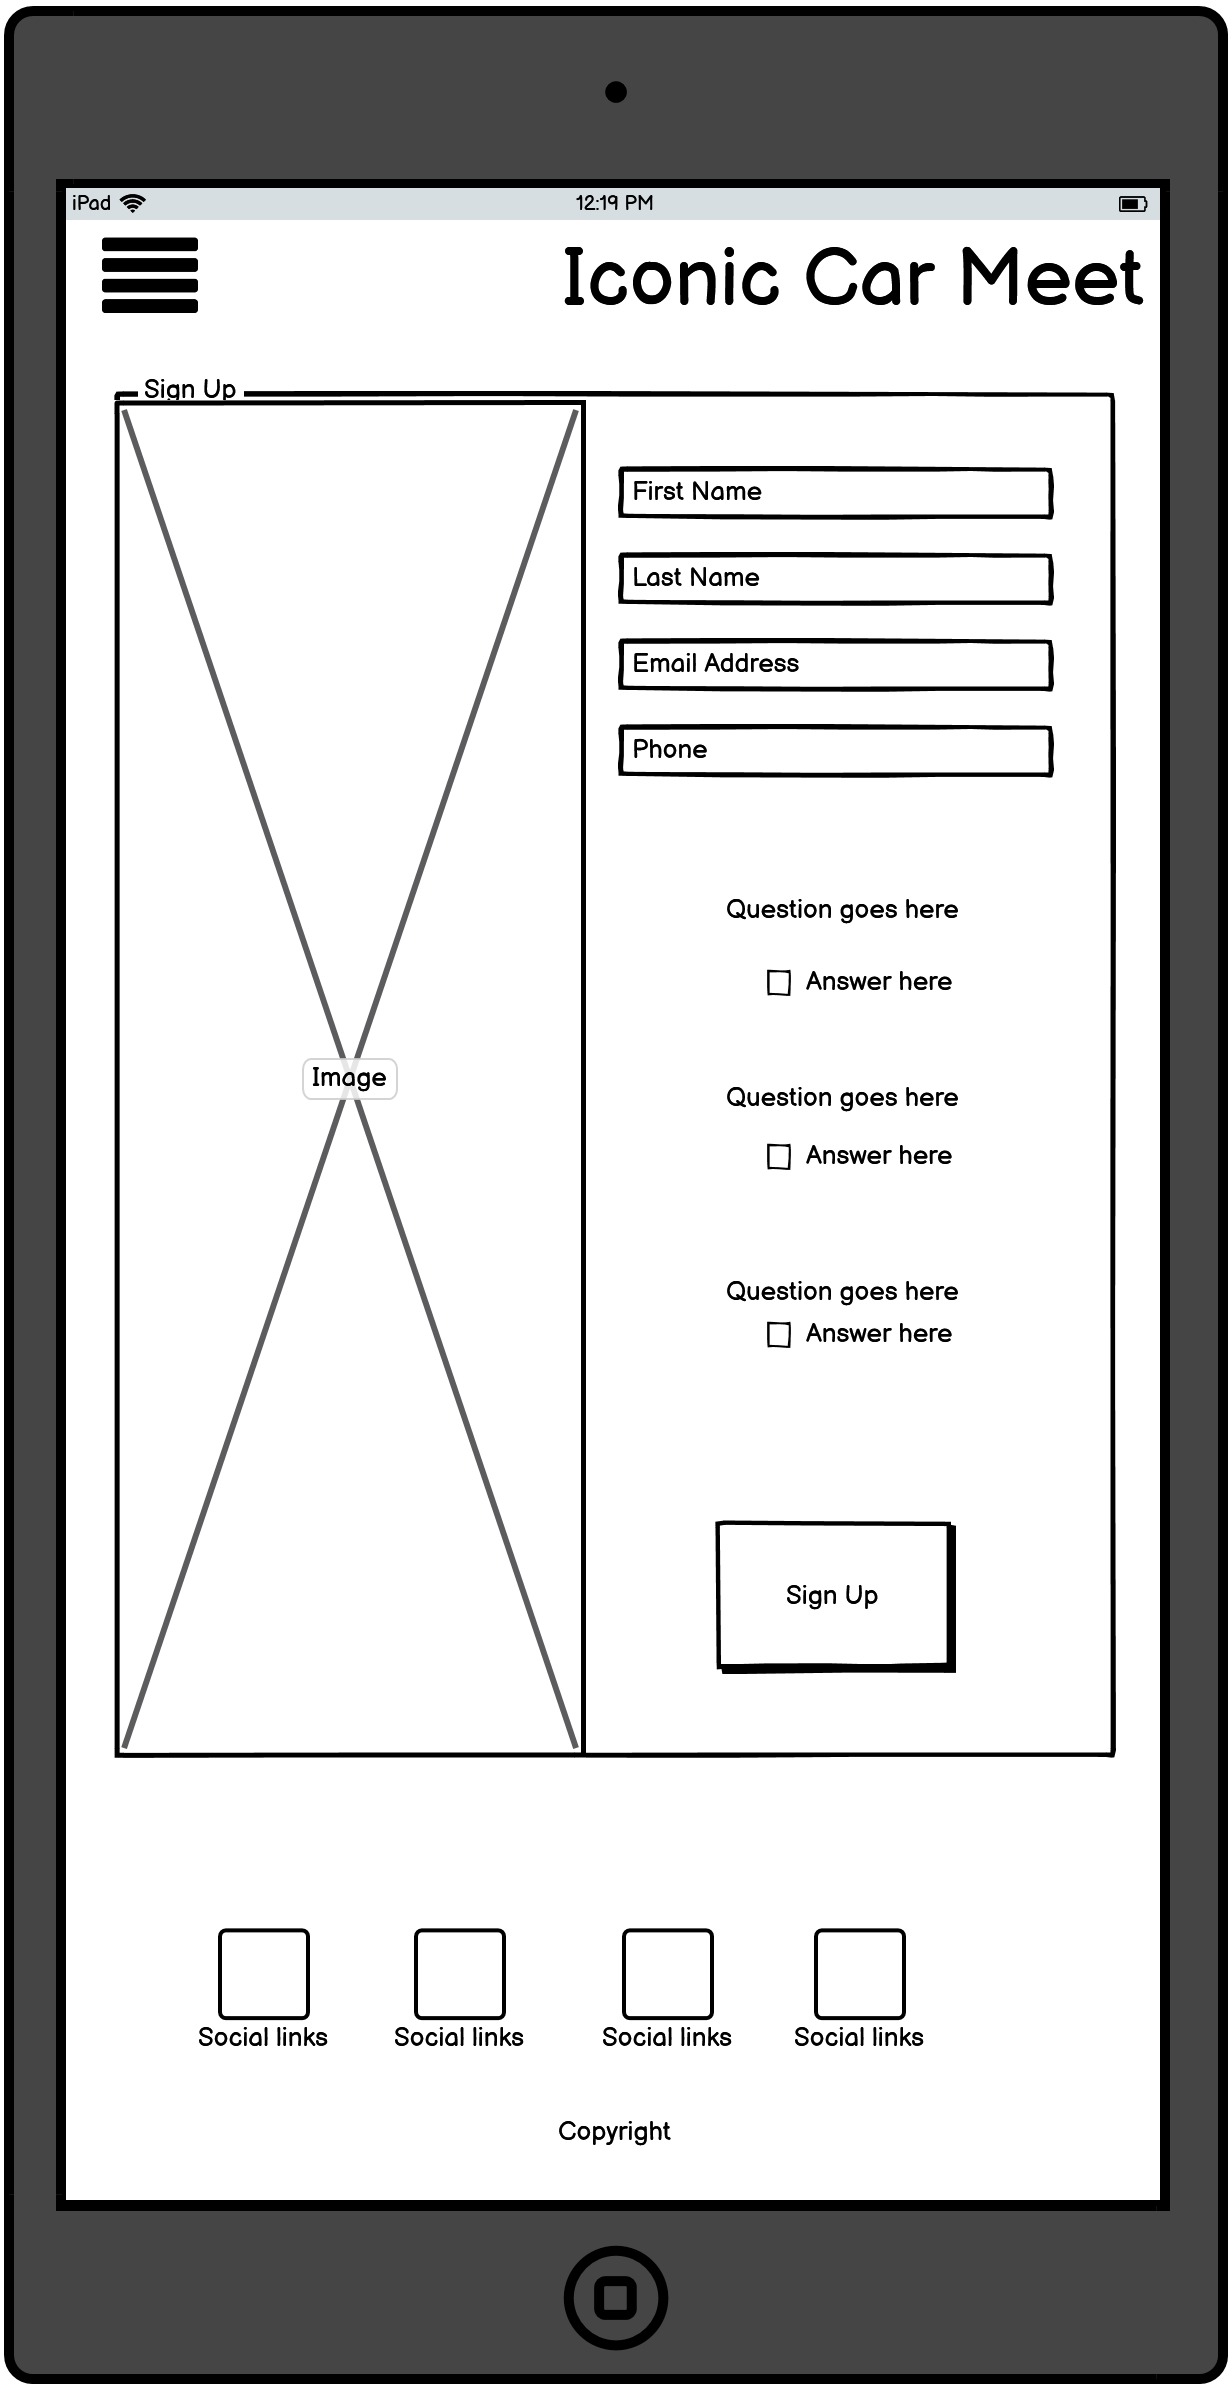 iPad
12:19 PM
Iconic Car Meet
Sign Up
First Name
Last Name
Email Address
Phone
Question goes here
Answer here
Image
Question goes here
Answer here
Question goes here
Answer here
Sign Up
Social links
Social links
Social links
Social links
Copyright